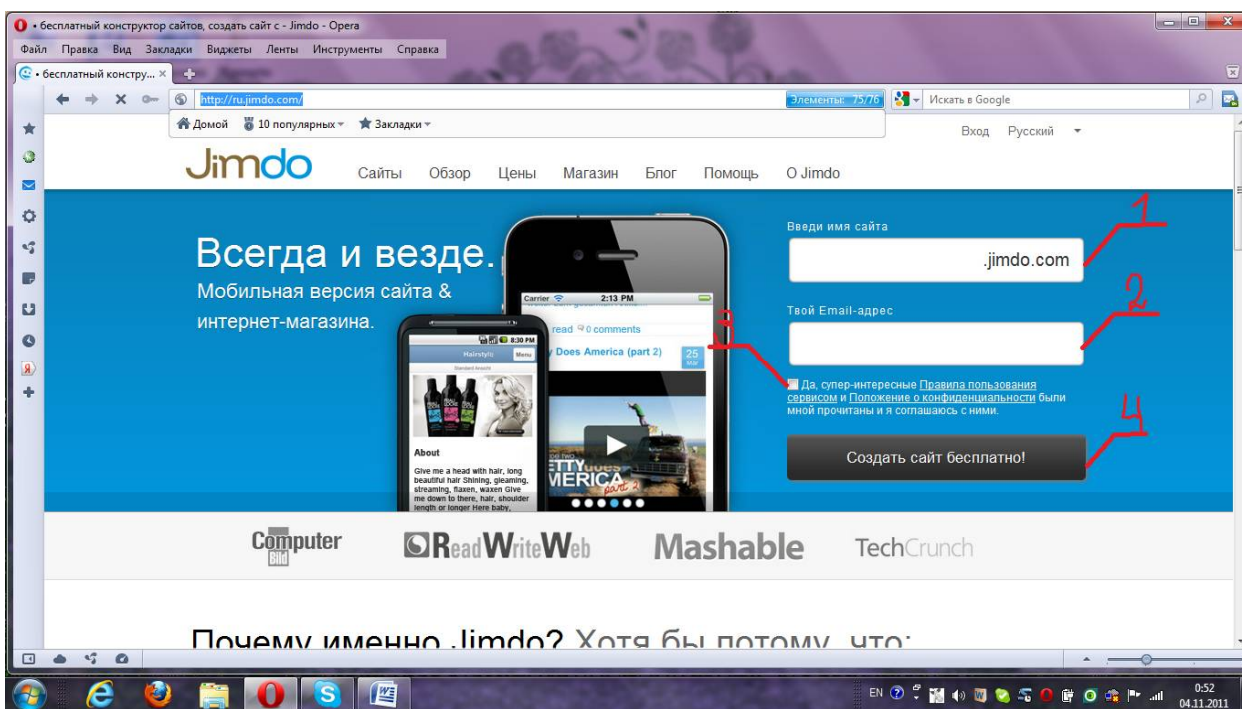 • бесплатный конструктор сайтов, создать сайт с - Jimdo - Opera
Файл Правка Вид Закладки Виджеты Ленты Инструменты Справка
• бесплатный констру...
http://ru.jimdo.com/ Элементы: 75/76 Искать в Google
Домой 10 популярных Закладки
Вход Русский
Jimdo Сайты Обзор Цены Магазин Блог Помощь О Jimdo
1
Введи имя сайта
.jimdo.com
Всегда и везде.
Мобильная версия сайта &
интернет-магазина.
2
Твой Email-адрес
3
Carrier 2:13 PM
read 0 comments
y Does America (part 2) 25
8:30 PM
Hairstylo Menu
About
Give me a head with hair, long
beautiful hair Shining, gleaming,
streaming, flaxen, waxen Give
me down to there, hair, shoulder
length or longer Here baby,
part 2
Да, супер-интересные Правила пользования
сервисом и Положение о конфиденциальности были
мной прочитаны и я соглашаюсь с ними.
4
Создать сайт бесплатно!
Computer
Bild
ReadWriteWeb
Mashable
TechCrunch
Почему именно Jimdo? Хотя бы потому, что:
EN 0:52
04.11.2011